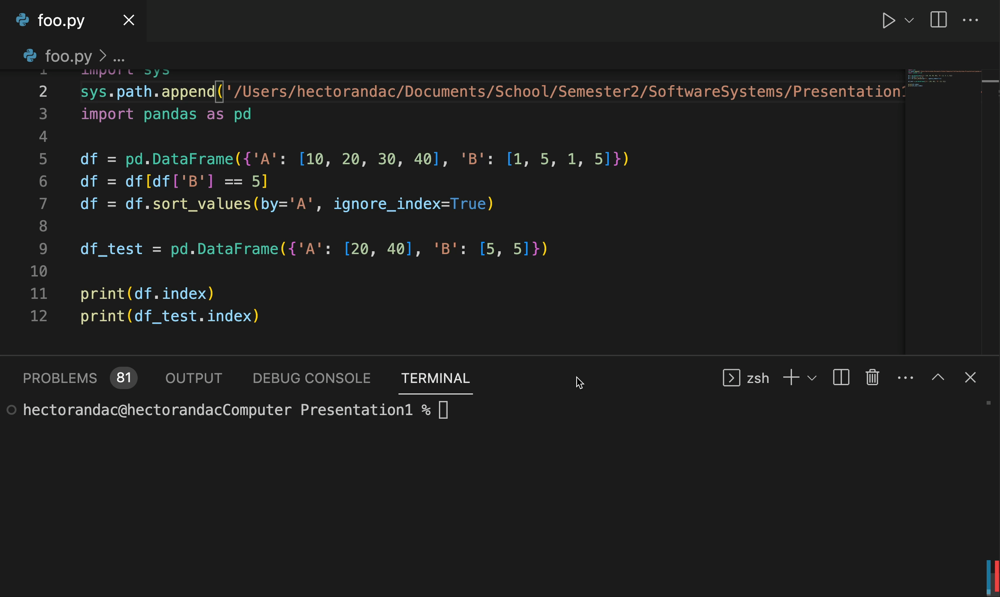 foo.py
foo.py > ...
1 import sys
2 sys.path.append('/Users/hectorandac/Documents/School/Semester2/SoftwareSystems/Presentation1
3 import pandas as pd
4
5 df = pd.DataFrame({'A': [10, 20, 30, 40], 'B': [1, 5, 1, 5]})
6 df = df[df['B'] == 5]
7 df = df.sort_values(by='A', ignore_index=True)
8
9 df_test = pd.DataFrame({'A': [20, 40], 'B': [5, 5]})
10
11 print(df.index)
12 print(df_test.index)
PROBLEMS 81 OUTPUT DEBUG CONSOLE TERMINAL zsh
hectorandac@hectorandacComputer Presentation1 %